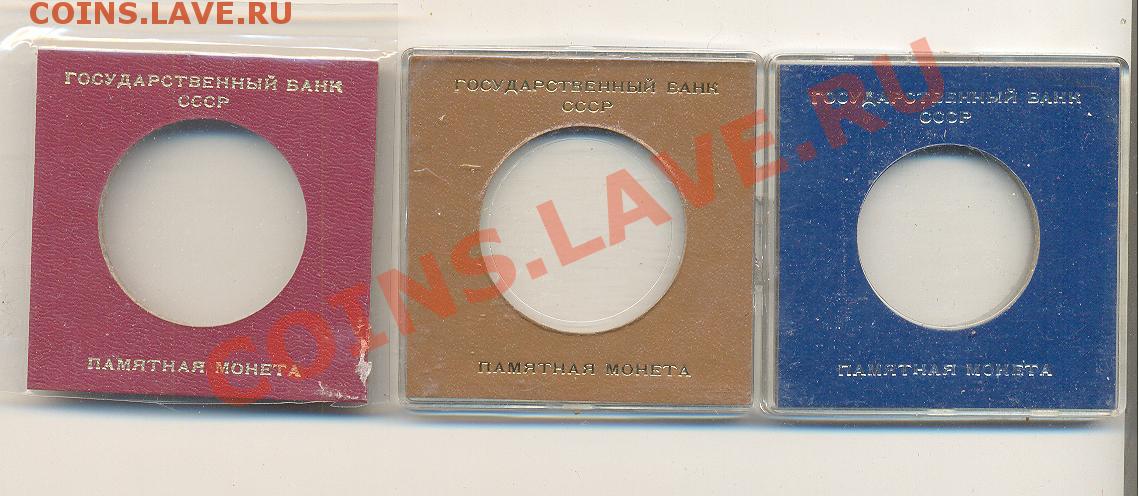 COINS.LAVE.RU
ГОСУДАРСТВЕННЫЙ БАНК
СССР
ПАМЯТНАЯ МОНЕТА
ГОСУДАРСТВЕННЫЙ БАНК
СССР
ПАМЯТНАЯ МОНЕТА
ГОСУДАРСТВЕННЫЙ БАНК
СССР
ПАМЯТНАЯ МОНЕТА
COINS.LAVE.RU